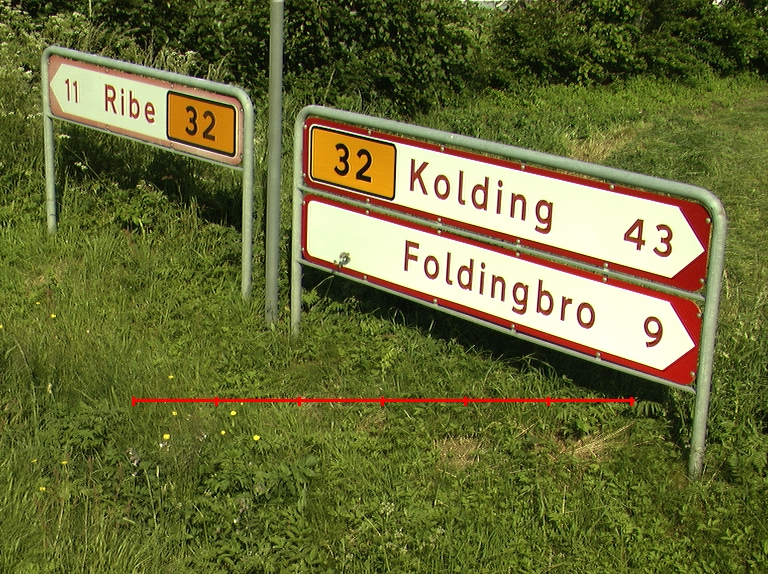 11 Ribe 32
32 Kolding 43
Foldingbro 9